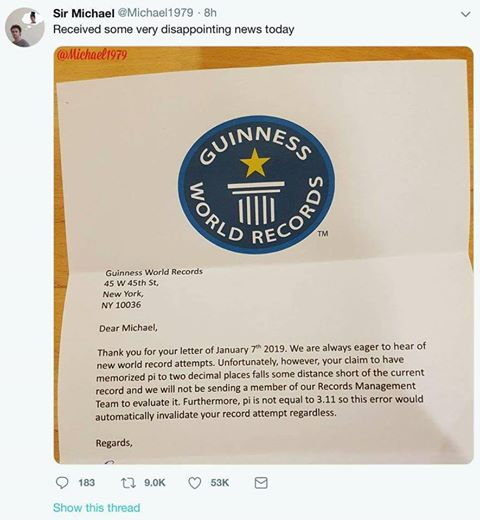 Sir Michael @Michael1979 · 8h
Received some very disappointing news today
@Michael1979
GUINNESS
WORLD RECORDS
TM
Guinness World Records
45 W 45th St,
New York,
NY 10036
Dear Michael,
Thank you for your letter of January 7th 2019. We are always eager to hear of
new world record attempts. Unfortunately, however, your claim to have
memorized pi to two decimal places falls some distance short of the current
record and we will not be sending a member of our Records Management
Team to evaluate it. Furthermore, pi is not equal to 3.11 so this error would
automatically invalidate your record attempt regardless.
Regards,
183 9.0K 53K
Show this thread